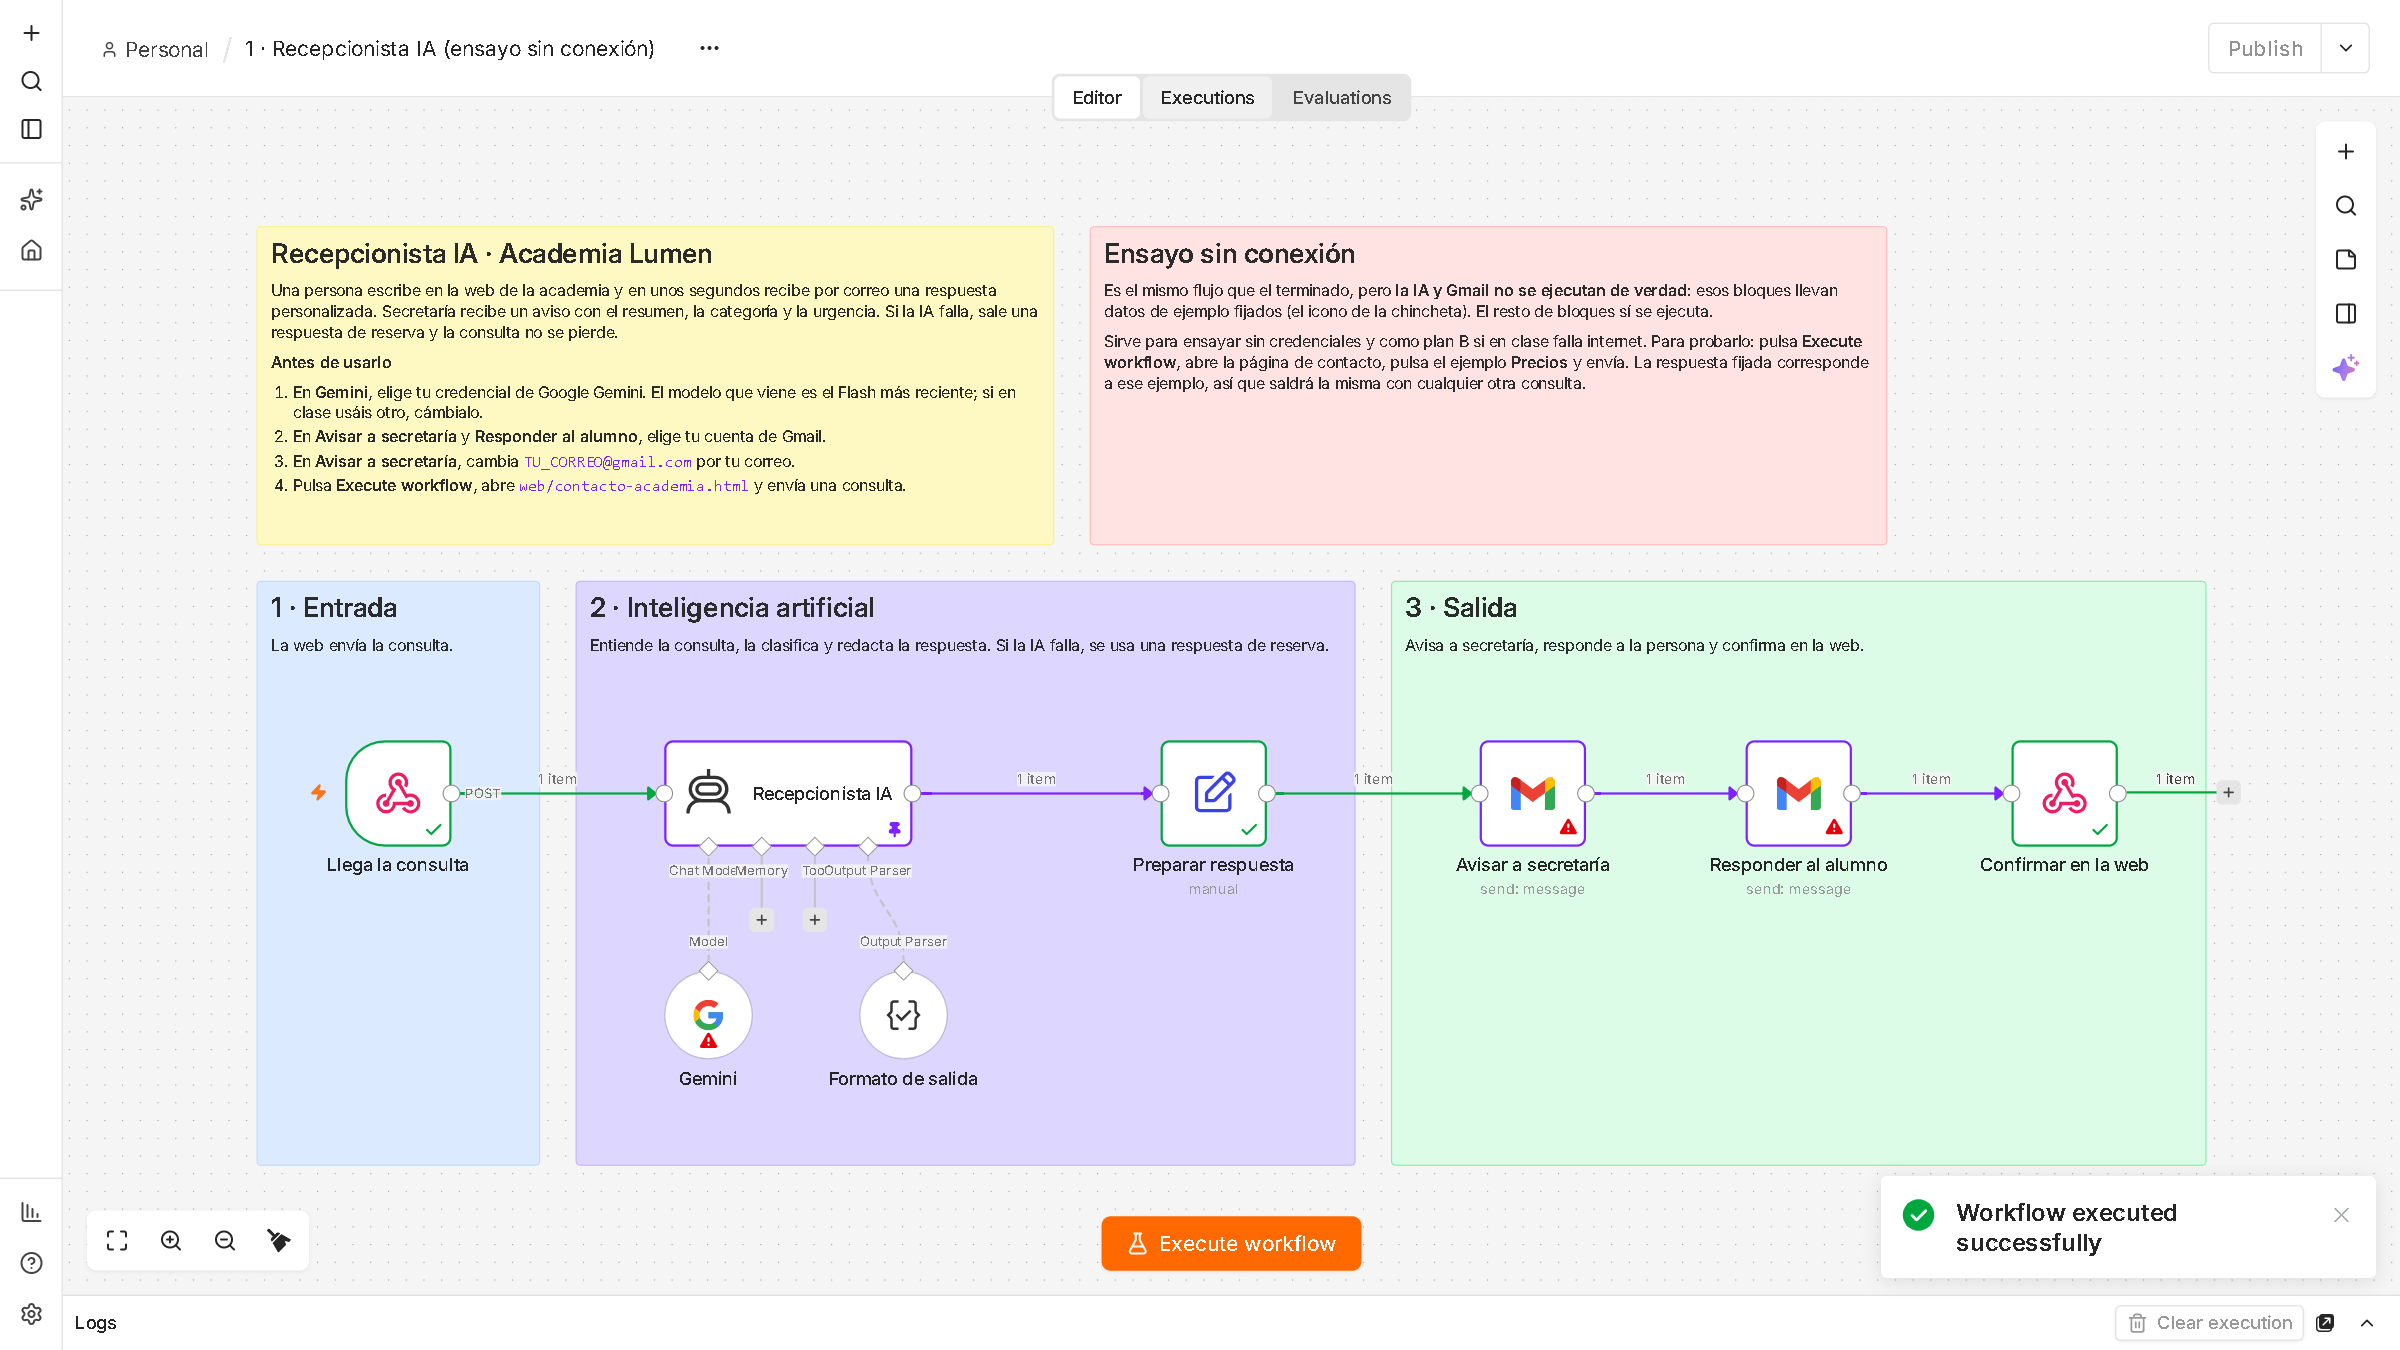 Personal / 1 · Recepcionista IA (ensayo sin conexión)
Publish
Editor
Executions
Evaluations
Recepcionista IA · Academia Lumen
Una persona escribe en la web de la academia y en unos segundos recibe por correo una respuesta
personalizada. Secretaría recibe un aviso con el resumen, la categoría y la urgencia. Si la IA falla, sale una
respuesta de reserva y la consulta no se pierde.
Antes de usarlo
1. En Gemini, elige tu credencial de Google Gemini. El modelo que viene es el Flash más reciente; si en
clase usáis otro, cámbialo.
2. En Avisar a secretaría y Responder al alumno, elige tu cuenta de Gmail.
3. En Avisar a secretaría, cambia TU_CORREO@gmail.com por tu correo.
4. Pulsa Execute workflow, abre web/contacto-academia.html y envía una consulta.
Ensayo sin conexión
Es el mismo flujo que el terminado, pero la IA y Gmail no se ejecutan de verdad: esos bloques llevan
datos de ejemplo fijados (el icono de la chincheta). El resto de bloques sí se ejecuta.
Sirve para ensayar sin credenciales y como plan B si en clase falla internet. Para probarlo: pulsa Execute
workflow, abre la página de contacto, pulsa el ejemplo Precios y envía. La respuesta fijada corresponde
a ese ejemplo, así que saldrá la misma con cualquier otra consulta.
1 · Entrada
La web envía la consulta.
2 · Inteligencia artificial
Entiende la consulta, la clasifica y redacta la respuesta. Si la IA falla, se usa una respuesta de reserva.
3 · Salida
Avisa a secretaría, responde a la persona y confirma en la web.
POST
1 item
Recepcionista IA
1 item
1 item
1 item
1 item
1 item
Llega la consulta
Chat Mode
Memory
Too
Output Parser
Preparar respuesta
manual
Avisar a secretaría
send: message
Responder al alumno
send: message
Confirmar en la web
Model
Output Parser
Gemini
Formato de salida
Execute workflow
Workflow executed
successfully
Logs
Clear execution